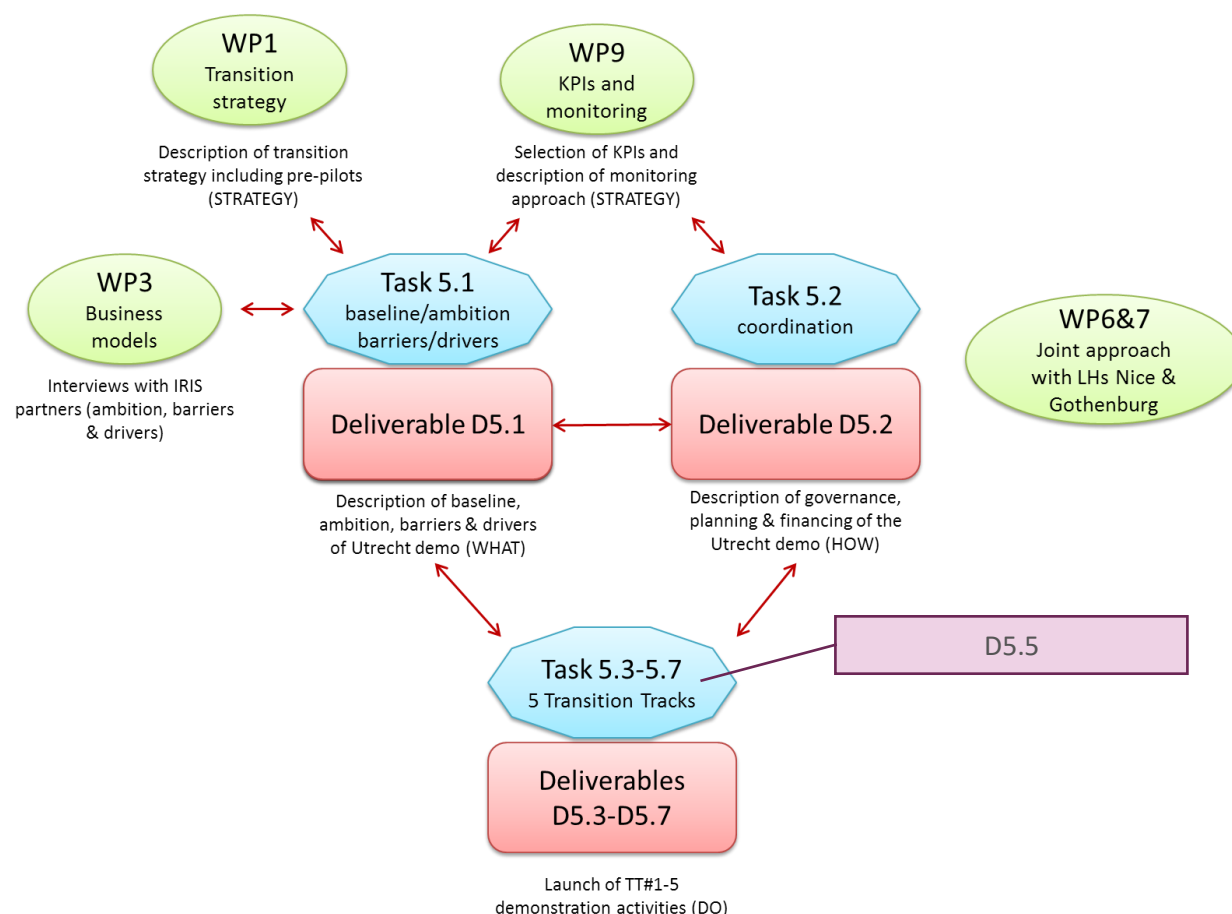 WP1
Transition
strategy
WP9
KPIs and
monitoring
Description of transition
strategy including pre-pilots
(STRATEGY)
Selection of KPIs and
description of monitoring
approach (STRATEGY)
WP3
Business
models
Interviews with IRIS
partners (ambition, barriers
& drivers)
Task 5.1
baseline/ambition
barriers/drivers
Task 5.2
coordination
WP6&7
Joint approach
with LHs Nice &
Gothenburg
Deliverable D5.1
Deliverable D5.2
Description of baseline,
ambition, barriers & drivers
of Utrecht demo (WHAT)
Description of governance,
planning & financing of the
Utrecht demo (HOW)
Task 5.3-5.7
5 Transition Tracks
D5.5
Deliverables
D5.3-D5.7
Launch of TT#1-5
demonstration activities (DO)